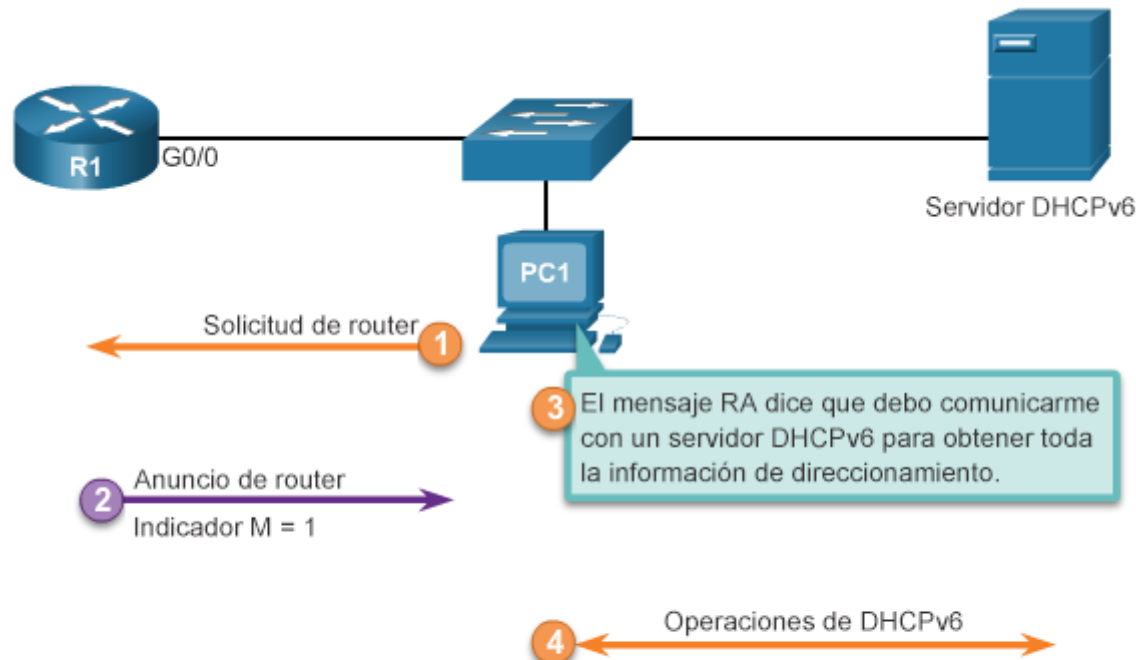 R1
G0/0
Servidor DHCPv6
PC1
Solicitud de router
1
3
El mensaje RA dice que debo comunicarme
con un servidor DHCPv6 para obtener toda
la información de direccionamiento.
2
Anuncio de router
Indicador M = 1
4
Operaciones de DHCPv6